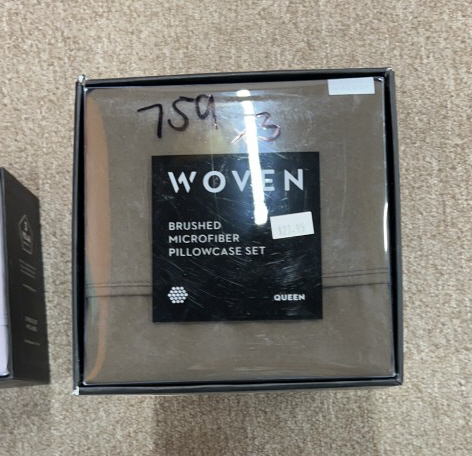 759
WOVEN
BRUSHED
MICROFIBER
PILLOWCASE SET
QUEEN